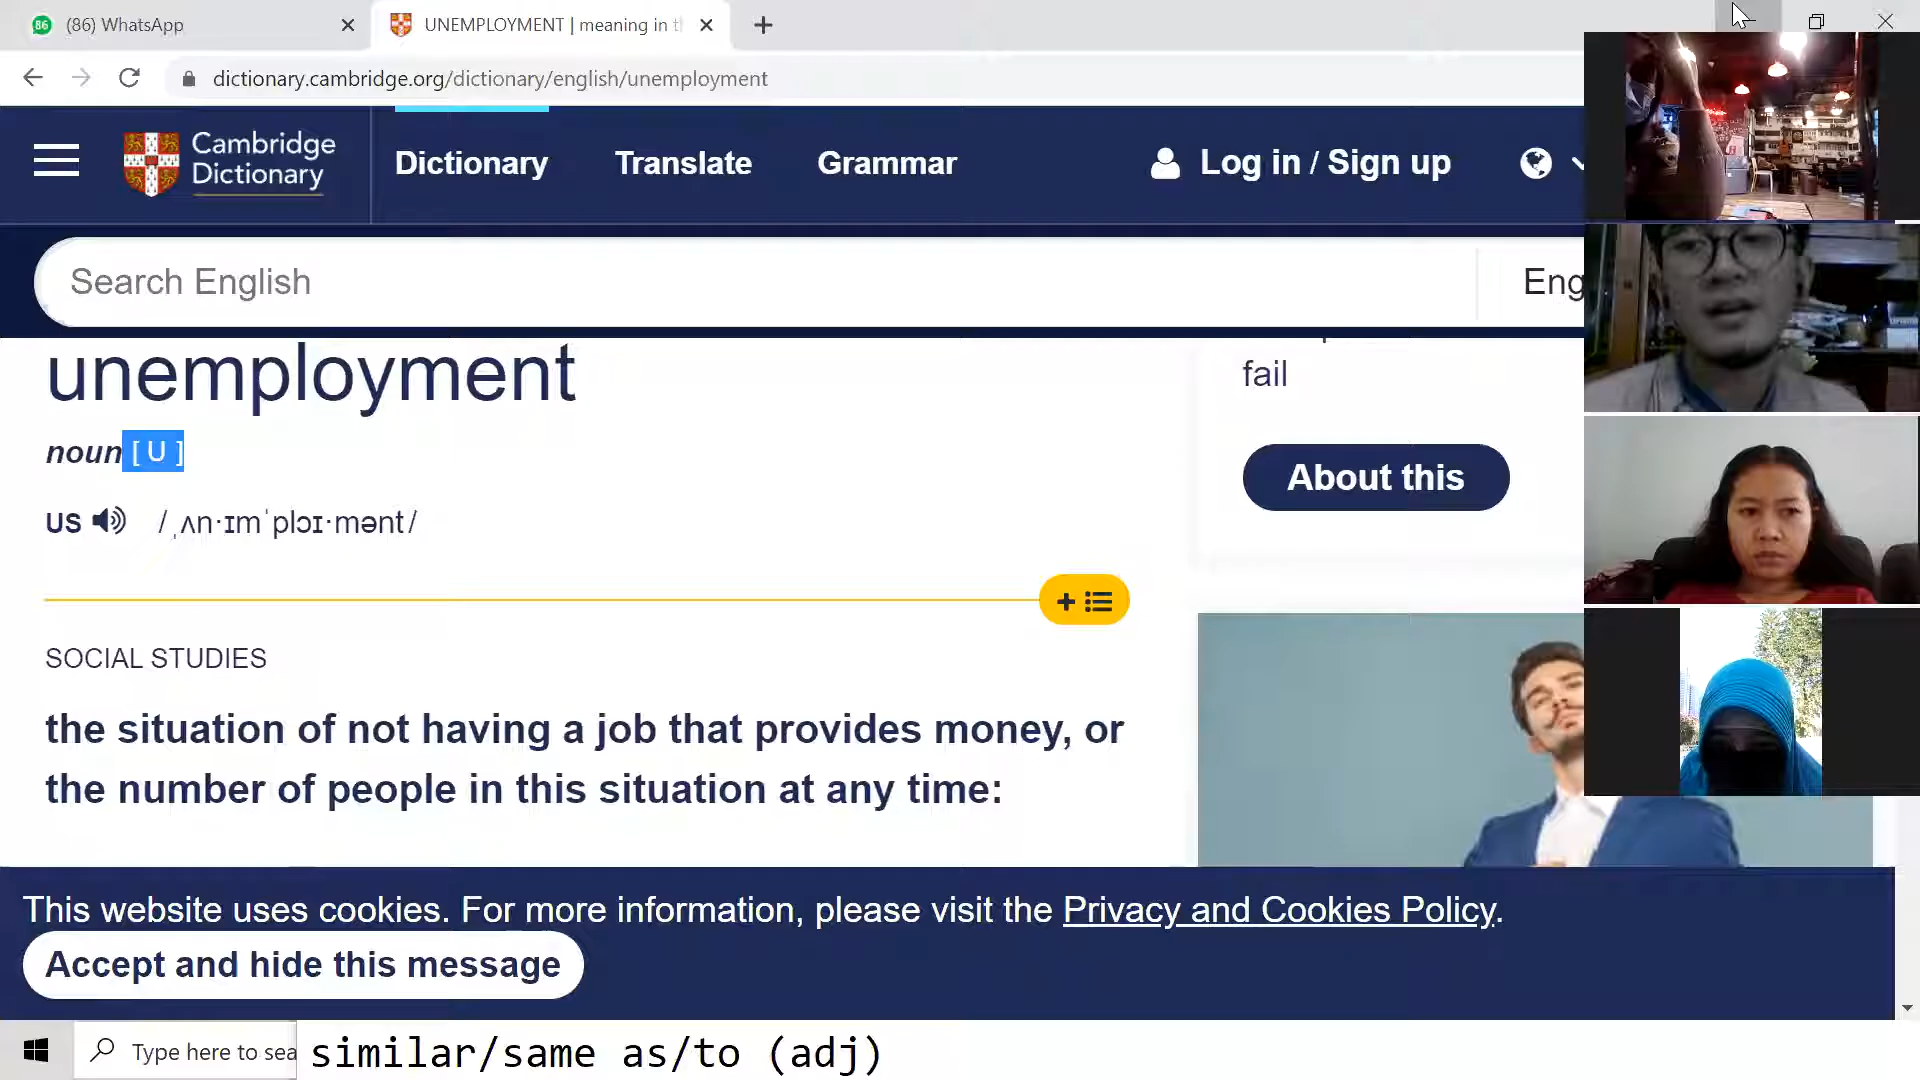 (86) WhatsApp
UNEMPLOYMENT | meaning in t
dictionary.cambridge.org/dictionary/english/unemployment
Cambridge
Dictionary
Dictionary
Translate
Grammar
Log in / Sign up
Search English
Eng
unemployment
noun [ U ]
US /ˌʌn·ɪmˈplɔɪ·mənt/
fail
About this
SOCIAL STUDIES
the situation of not having a job that provides money, or
the number of people in this situation at any time:
This website uses cookies. For more information, please visit the Privacy and Cookies Policy.
Accept and hide this message
Type here to sea
similar/same as/to (adj)